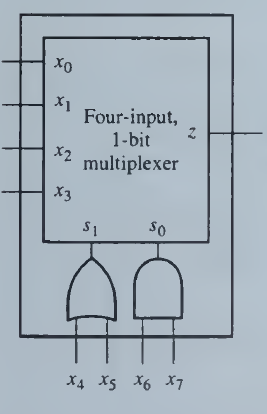 x0
x1
Four-input,
1-bit
z
x2
multiplexer
x3
s1 s0
x4 x5 x6 x7